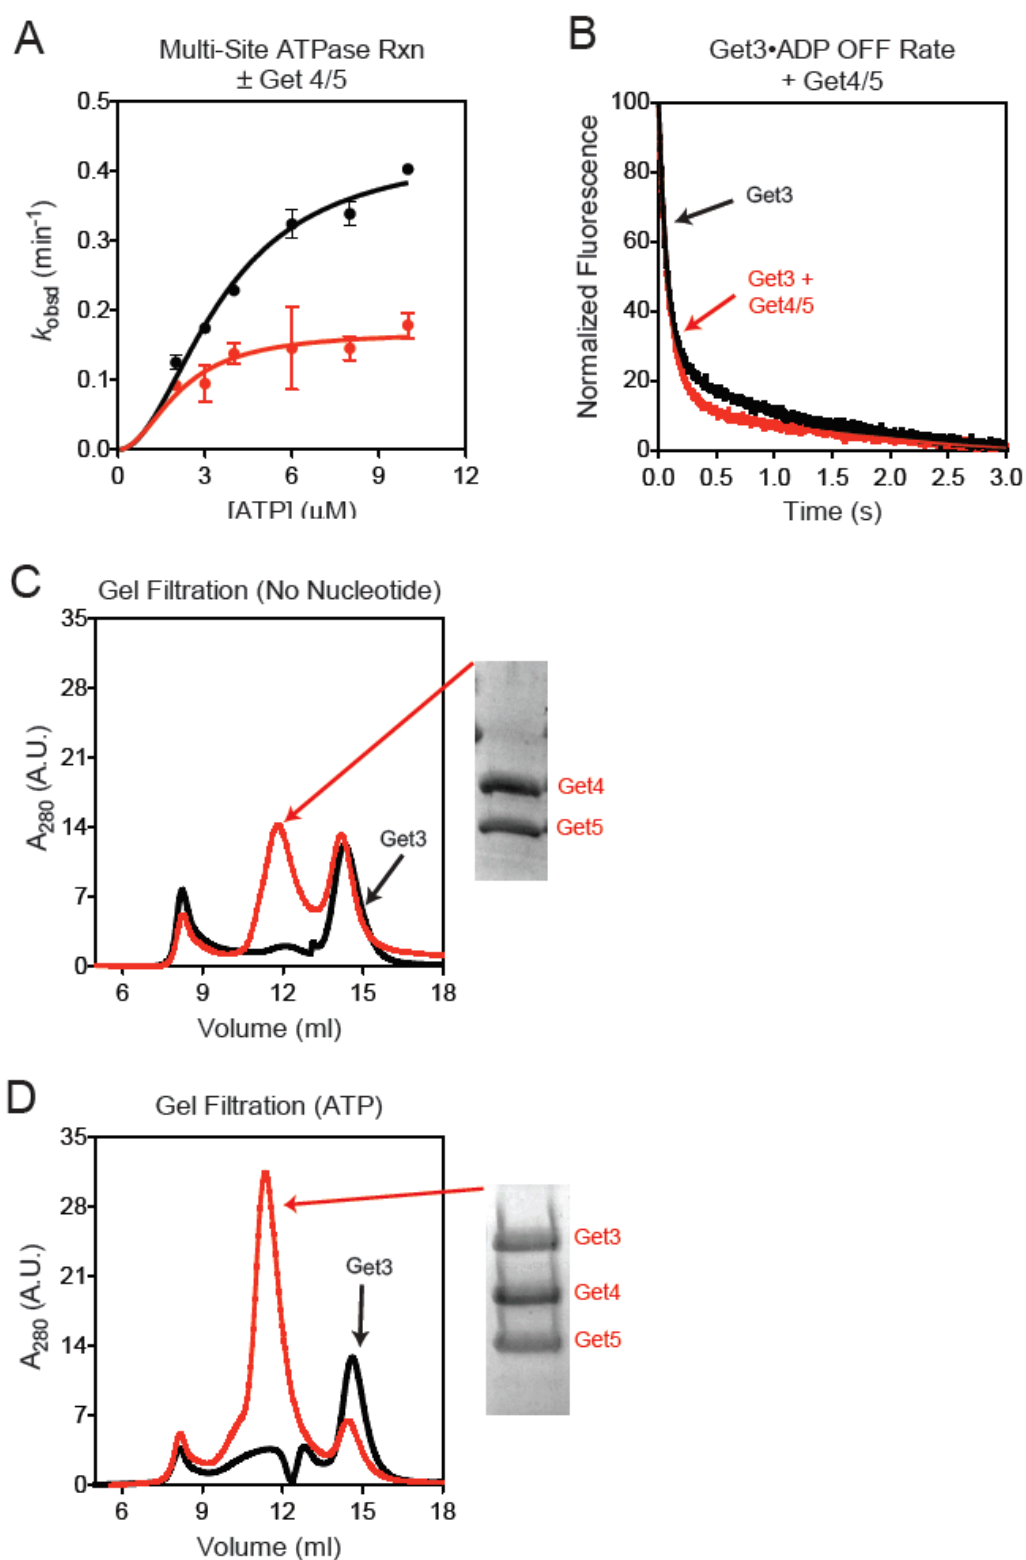 A
Multi-Site ATPase Rxn
± Get 4/5
0.5
0.4
0.3
0.2
0.1
0.0
kobsd (min-1)
0 3 6 9 12
[ATP] (μM)
B
Get3•ADP OFF Rate
+ Get4/5
100
80
60
40
20
0
Normalized Fluorescence
Get3
Get3 +
Get4/5
0.0 0.5 1.0 1.5 2.0 2.5 3.0
Time (s)
C
Gel Filtration (No Nucleotide)
35
28
21
14
7
0
A280 (A.U.)
Get3
6 9 12 15 18
Volume (ml)
Get4
Get5
D
Gel Filtration (ATP)
35
28
21
14
7
0
A280 (A.U.)
Get3
6 9 12 15 18
Volume (ml)
Get3
Get4
Get5